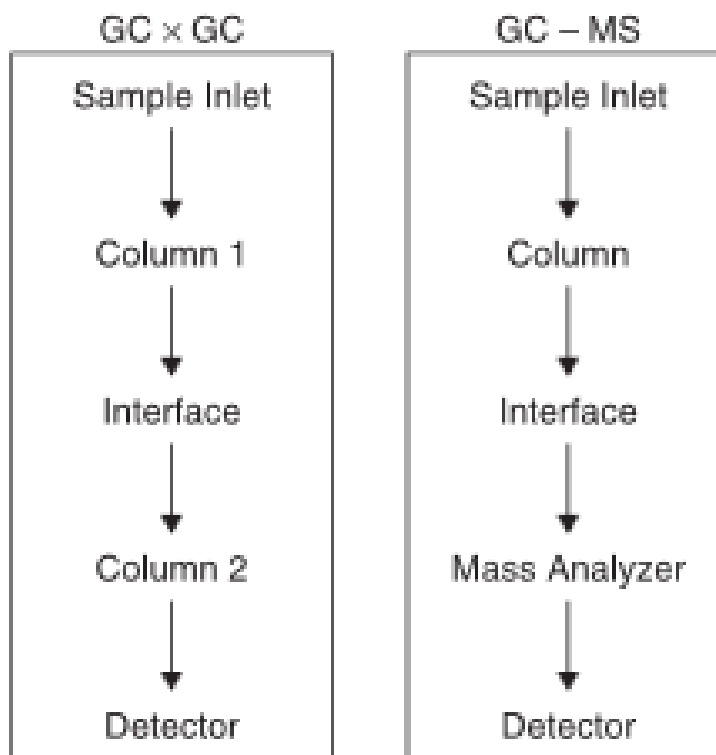 GC × GC
Sample Inlet
Column 1
Interface
Column 2
Detector
GC – MS
Sample Inlet
Column
Interface
Mass Analyzer
Detector